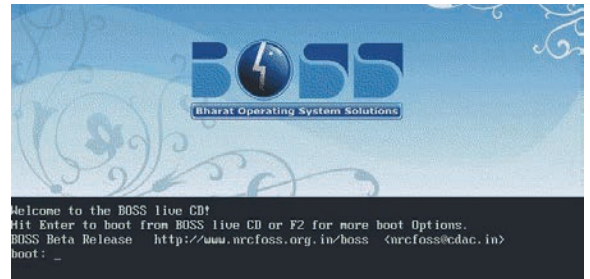 BOSS
Bharat Operating System Solutions
Welcome to the BOSS live CD!
Hit Enter to boot from BOSS live CD or F2 for more boot Options.
BOSS Beta Release   http://www.nrcfoss.org.in/boss  <nrcfoss@cdac.in>
boot: _